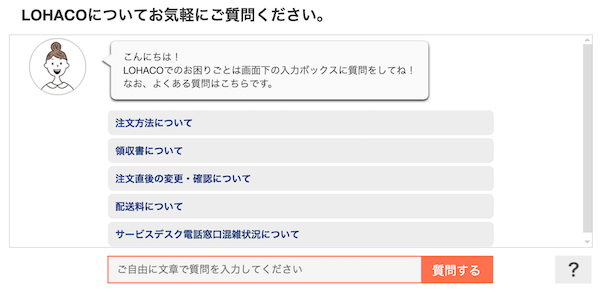 LOHACOについてお気軽にご質問ください。
こんにちは！
LOHACOでのお困りごとは画面下の入力ボックスに質問をしてね！
なお、よくある質問はこちらです。
注文方法について
領収書について
注文直後の変更・確認について
配送料について
サービスデスク電話窓口混雑状況について
ご自由に文章で質問を入力してください
質問する
?